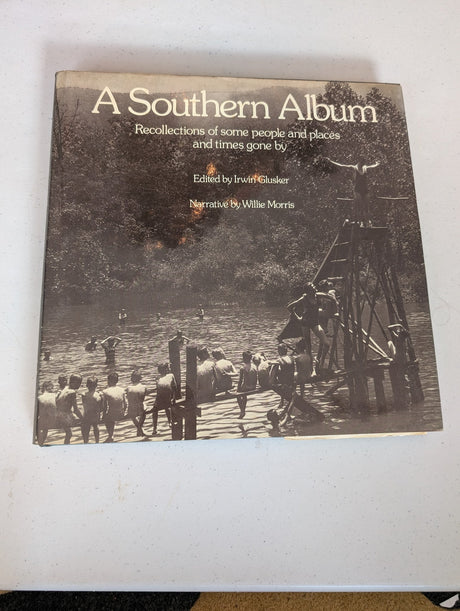 A Southern Album
Recollections of some people and places
and times gone by
Edited by Irwin Glusker
Narrative by Willie Morris